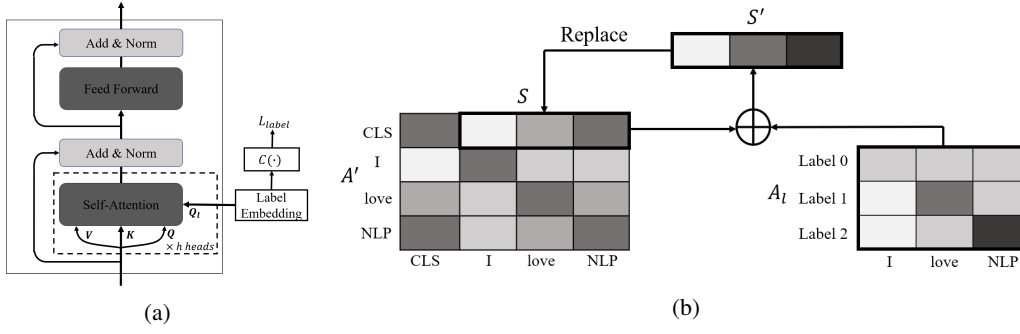 Add & Norm
Feed Forward
Add & Norm
Self-Attention
V K Q
× h heads
Q_l
L_label
C(·)
Label
Embedding
(a)
S'
Replace
S
A'
CLS
I
love
NLP
CLS I love NLP
A_l
Label 0
Label 1
Label 2
I love NLP
(b)